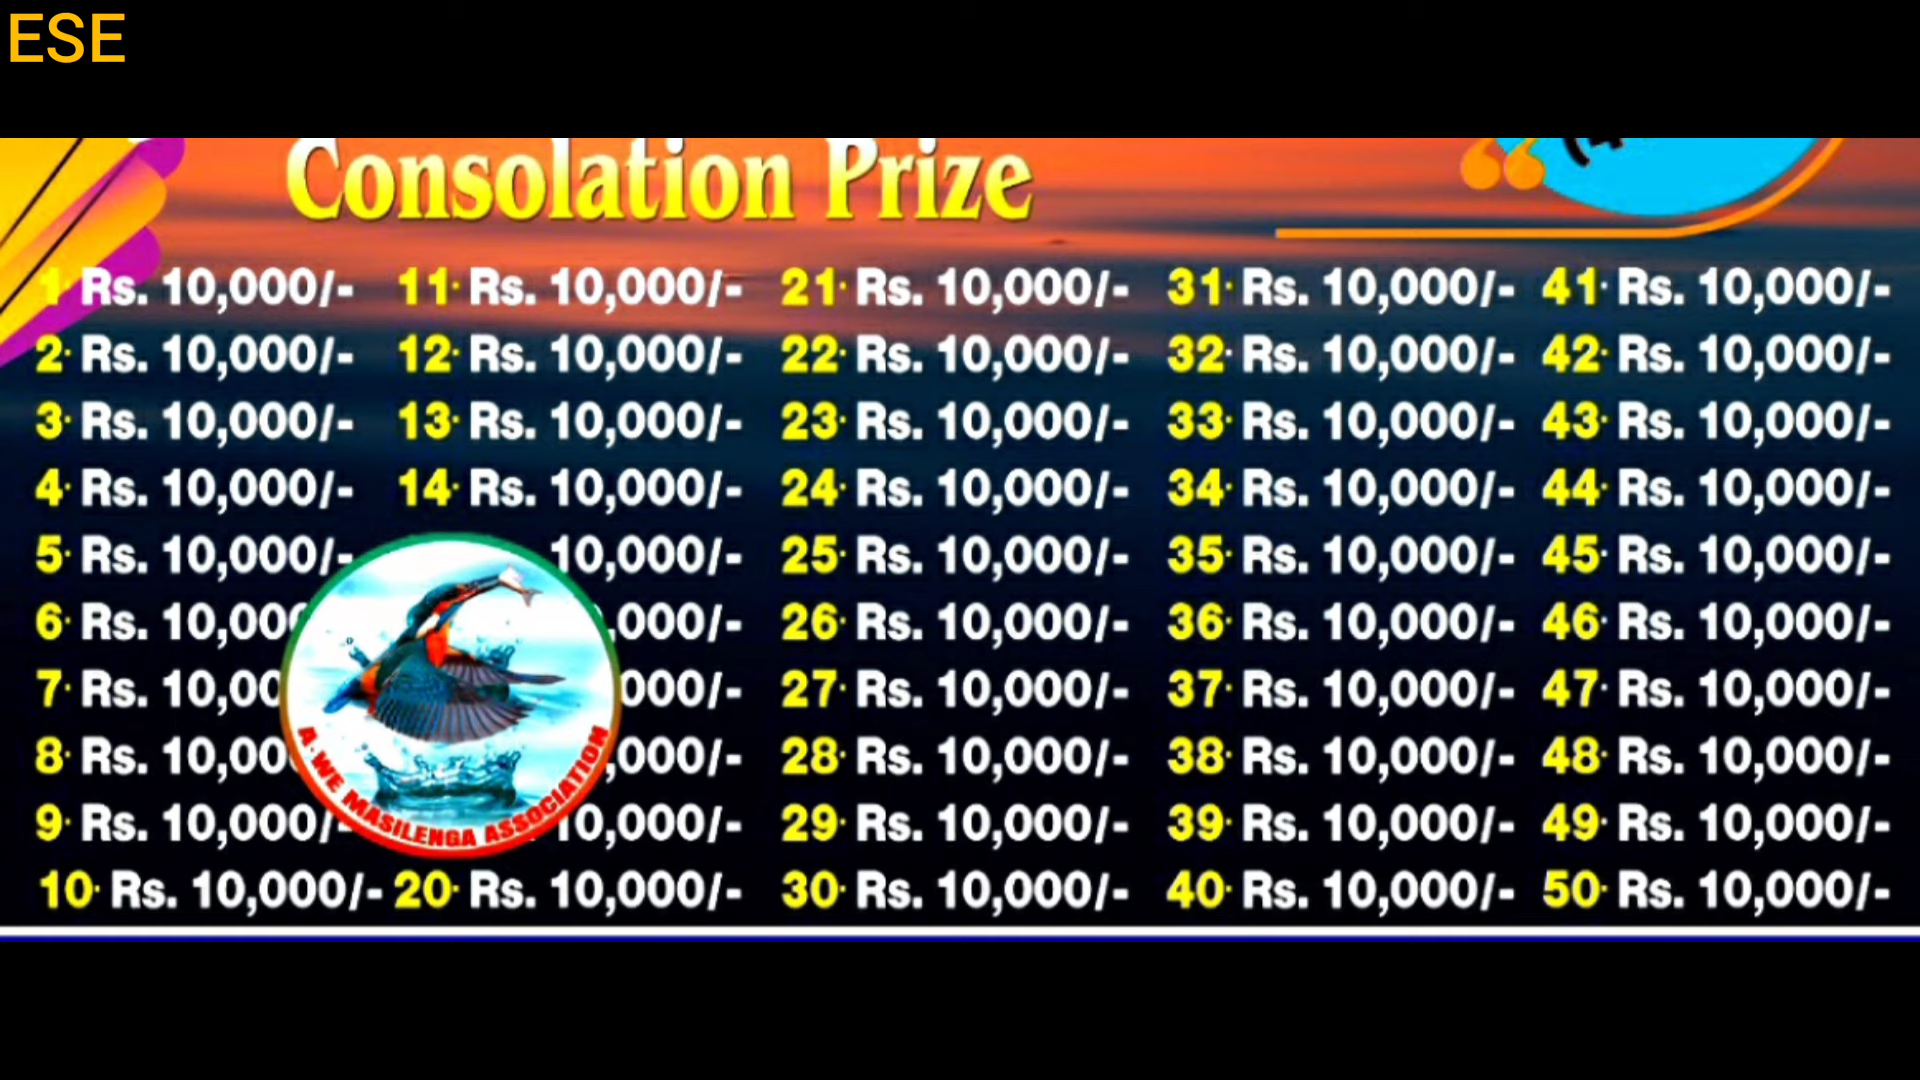 ESE
Consolation Prize
1· Rs. 10,000/- 11· Rs. 10,000/- 21· Rs. 10,000/- 31· Rs. 10,000/- 41· Rs. 10,000/-
2· Rs. 10,000/- 12· Rs. 10,000/- 22· Rs. 10,000/- 32· Rs. 10,000/- 42· Rs. 10,000/-
3· Rs. 10,000/- 13· Rs. 10,000/- 23· Rs. 10,000/- 33· Rs. 10,000/- 43· Rs. 10,000/-
4· Rs. 10,000/- 14· Rs. 10,000/- 24· Rs. 10,000/- 34· Rs. 10,000/- 44· Rs. 10,000/-
5· Rs. 10,000/- 10,000/- 25· Rs. 10,000/- 35· Rs. 10,000/- 45· Rs. 10,000/-
6· Rs. 26· Rs. 10,000/- 36· Rs. 10,000/- 46· Rs. 10,000/-
7· Rs. 27· Rs. 10,000/- 37· Rs. 10,000/- 47· Rs. 10,000/-
8· Rs. 28· Rs. 10,000/- 38· Rs. 10,000/- 48· Rs. 10,000/-
9· Rs. 10,000/- 10,000/- 29· Rs. 10,000/- 39· Rs. 10,000/- 49· Rs. 10,000/-
10· Rs. 10,000/- 20· Rs. 10,000/- 30· Rs. 10,000/- 40· Rs. 10,000/- 50· Rs. 10,000/-
A·WE MASILENGA ASSOCIATION